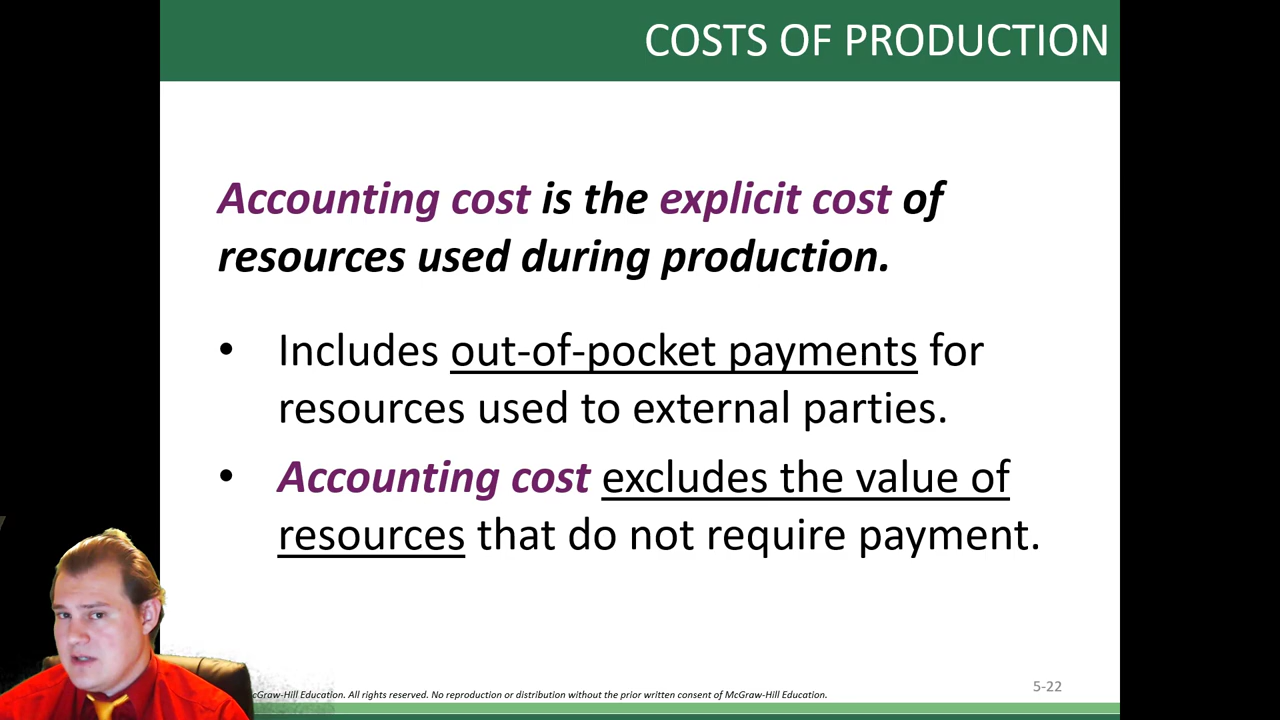 COSTS OF PRODUCTION
Accounting cost is the explicit cost of
resources used during production.
• Includes out-of-pocket payments for
resources used to external parties.
• Accounting cost excludes the value of
resources that do not require payment.
5-22
cGraw-Hill Education. All rights reserved. No reproduction or distribution without the prior written consent of McGraw-Hill Education.